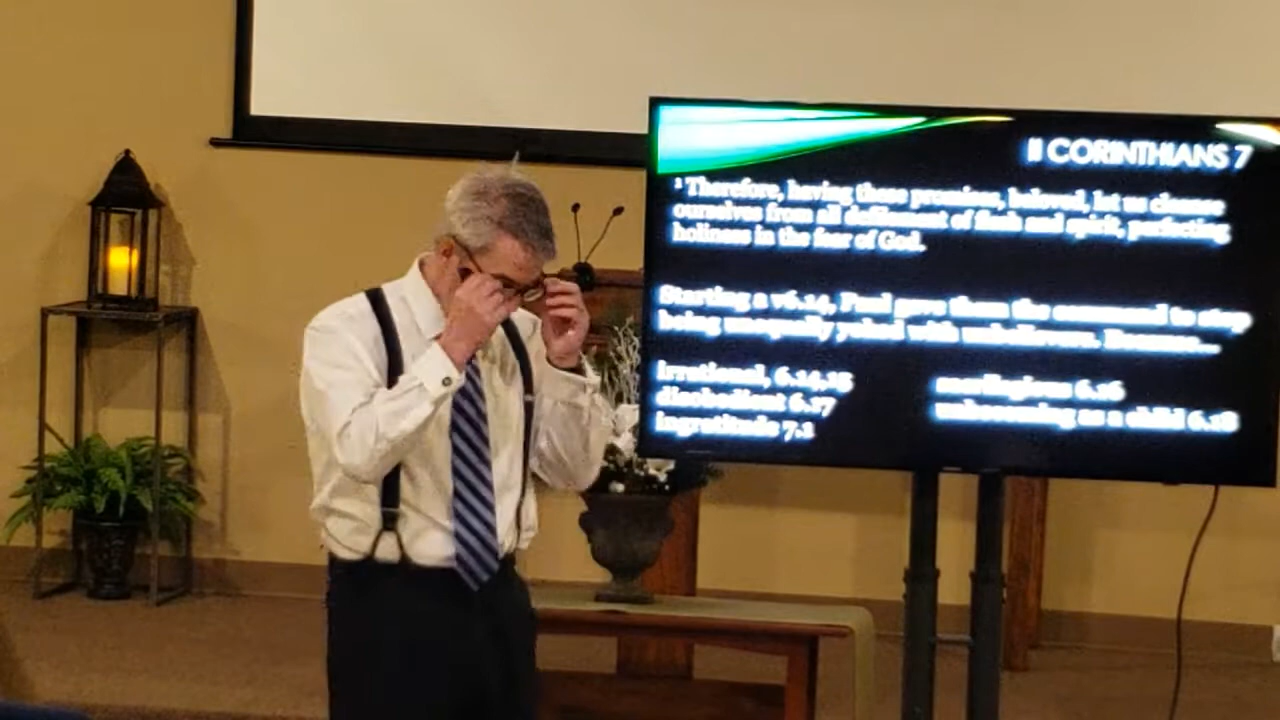 II CORINTHIANS 7
1 Therefore, having these promises, beloved, let us cleanse
ourselves from all defilement of flesh and spirit, perfecting
holiness in the fear of God.
Starting a v6.14, Paul gave them the command to stop
being unequally yoked with unbelievers. Because...
irrational, 6.14,15
sacrilegious 6.16
disobedient 6.17
unbecoming as a child 6.18
ingratitude 7.1